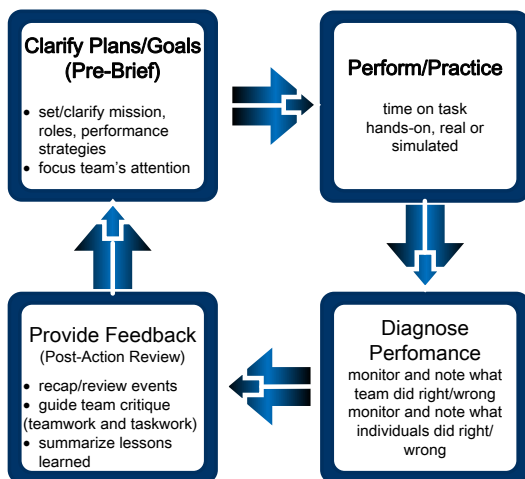 Clarify Plans/Goals
(Pre-Brief)
• set/clarify mission,
roles, performance
strategies
• focus team's attention
Perform/Practice
time on task
hands-on, real or
simulated
Diagnose
Perfomance
monitor and note what
team did right/wrong
monitor and note what
individuals did right/
wrong
Provide Feedback
(Post-Action Review)
• recap/review events
• guide team critique
(teamwork and taskwork)
• summarize lessons
learned